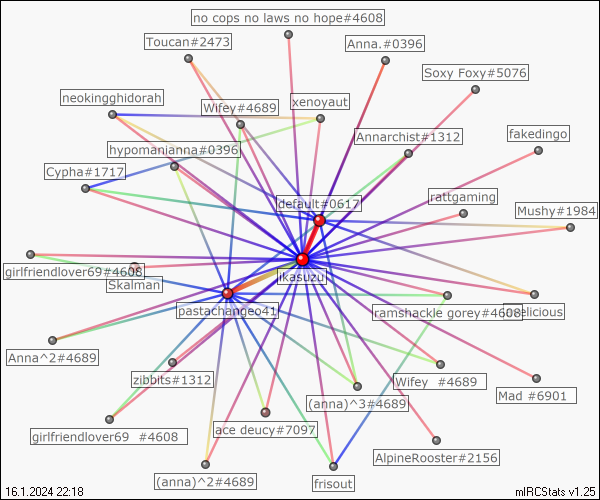 no cops no laws no hope#4608
Toucan#2473
Anna.#0396
Soxy Foxy#5076
neokingghidorah
Wifey#4689
xenoyaut
Annarchist#1312
fakedingo
hypomanianna#0396
Cypha#1717
default#0617
rattgaming
Mushy#1984
girlfriendlover69#4608
Skalman
ikasuzu
pastachangeo41
ramshackle gorey#4608
elicious
Anna^2#4689
zibbits#1312
Wifey #4689
(anna)^3#4689
Mad #6901
girlfriendlover69 #4608
ace deucy#7097
AlpineRooster#2156
(anna)^2#4689
frisout
16.1.2024 22:18
mIRCStats v1.25